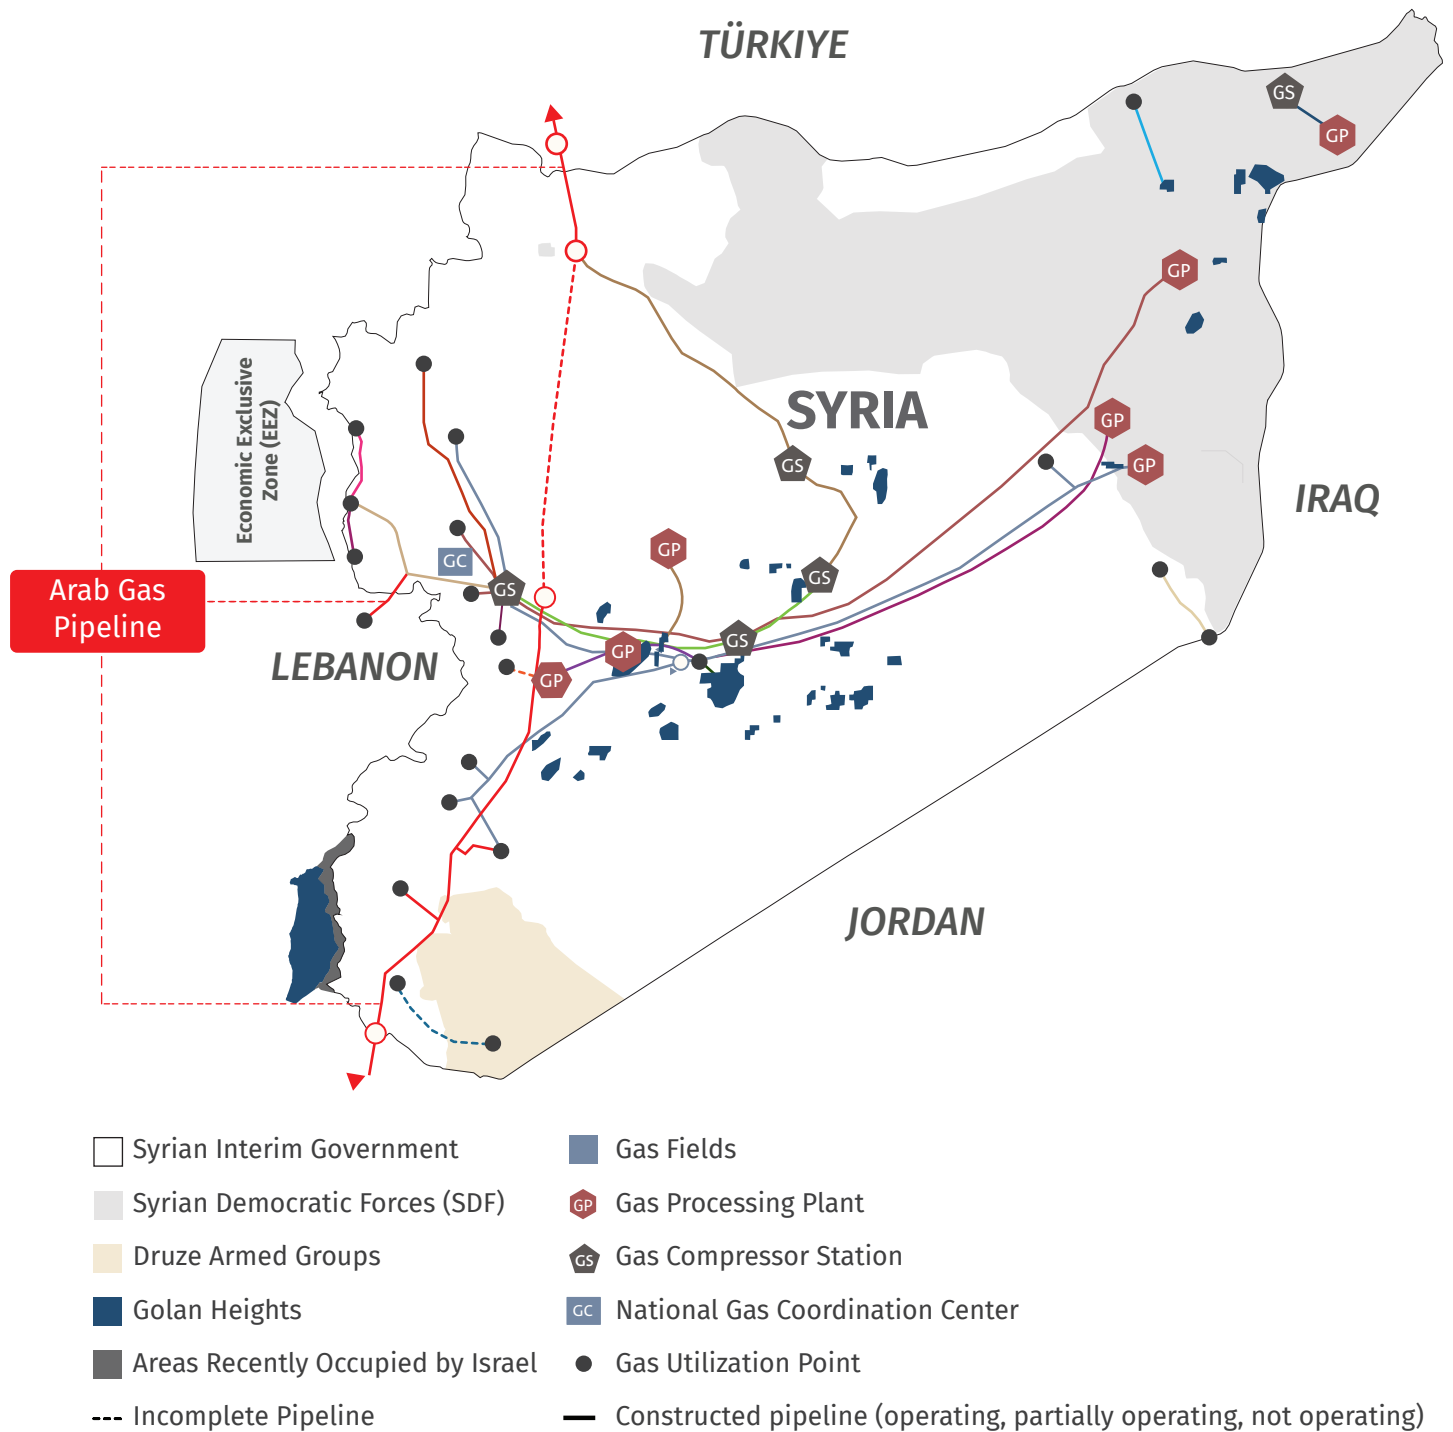 TÜRKIYE
GS
GP
GP
Economic Exclusive
Zone (EEZ)
SYRIA
GP
GS
GP
IRAQ
GP
GC
GS
GS
Arab Gas
Pipeline
GP
GS
LEBANON
GP
JORDAN
Syrian Interim Government
Syrian Democratic Forces (SDF)
Druze Armed Groups
Golan Heights
Areas Recently Occupied by Israel
Incomplete Pipeline
Gas Fields
GP Gas Processing Plant
GS Gas Compressor Station
GC National Gas Coordination Center
Gas Utilization Point
Constructed pipeline (operating, partially operating, not operating)